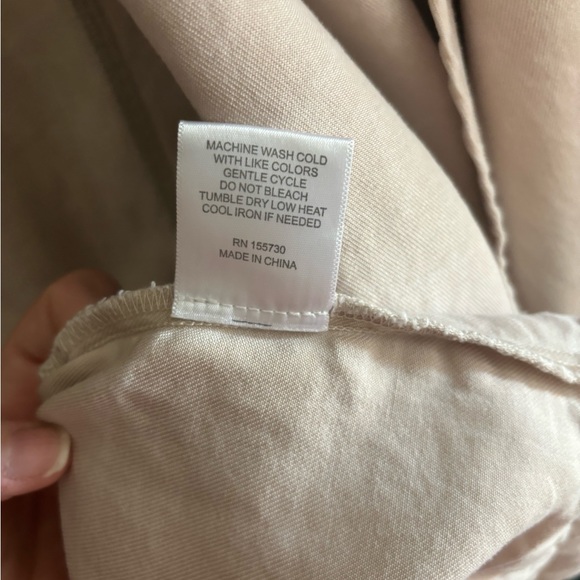 MACHINE WASH COLD
WITH LIKE COLORS
GENTLE CYCLE
DO NOT BLEACH
TUMBLE DRY LOW HEAT
COOL IRON IF NEEDED
RN 155730
MADE IN CHINA